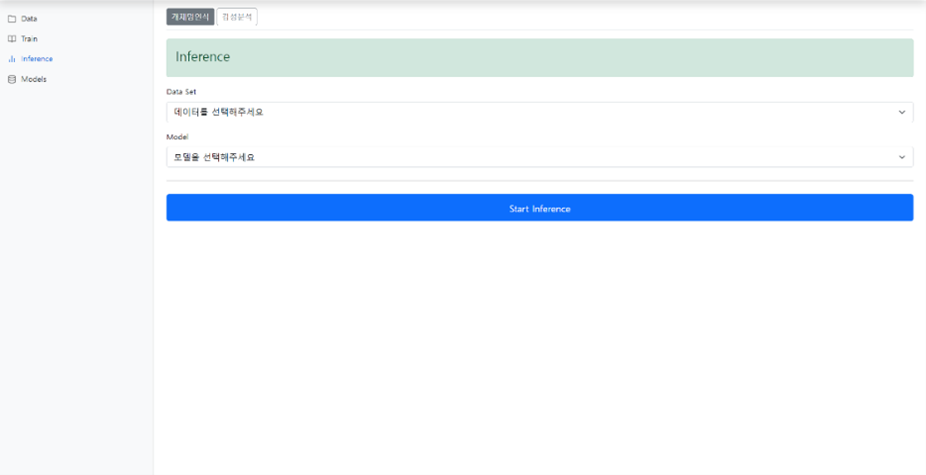 Data
Train
Inference
Models
개체명인식 감성분석
Inference
Data Set
데이터를 선택해주세요
Model
모델을 선택해주세요
Start Inference